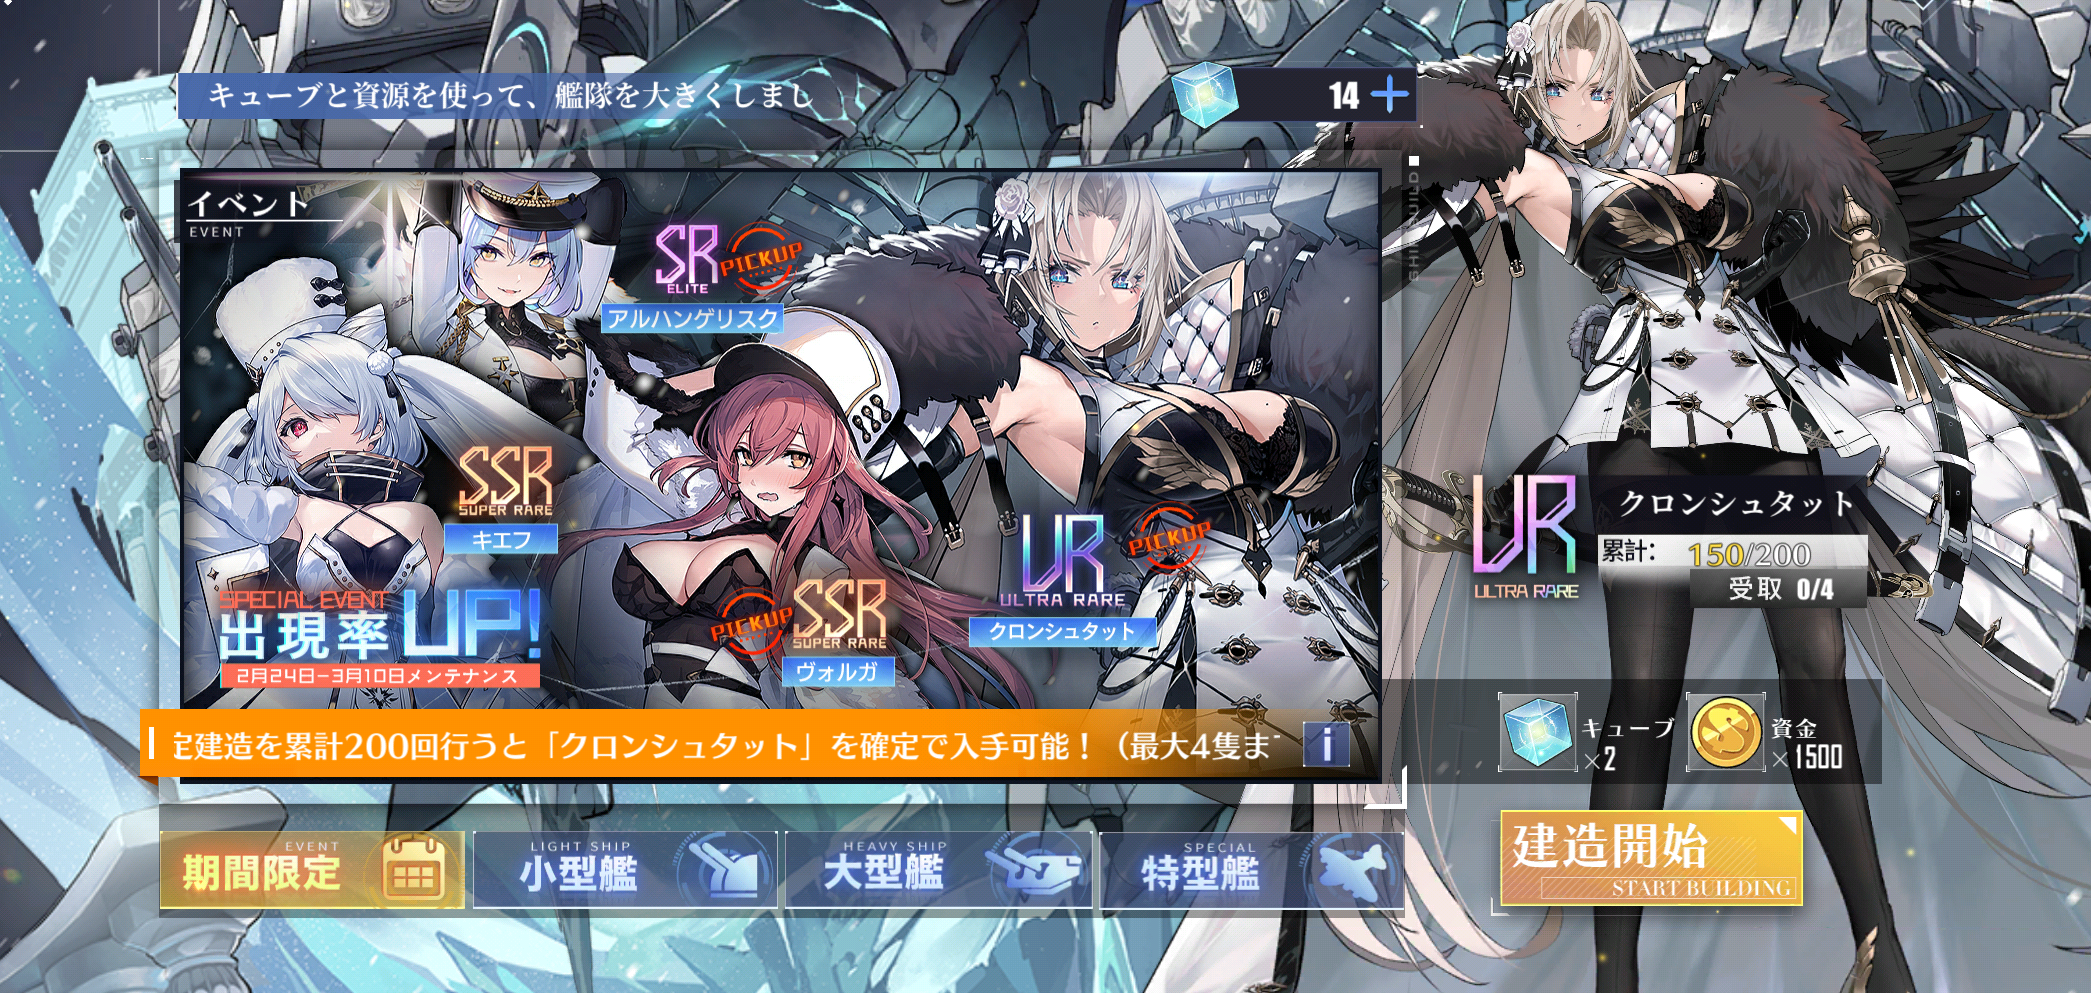 キューブと資源を使って、艦隊を大きくしまし
14
イベント
EVENT
SR
ELITE
PICKUP
アルハンゲリスク
SSR
SUPER RARE
キエフ
SPECIAL EVENT
出現率UP!
2月24日-3月10日メンテナンス
PICKUP
SSR
SUPER RARE
ヴォルガ
UR
ULTRA RARE
PICKUP
クロンシュタット
定建造を累計200回行うと「クロンシュタット」を確定で入手可能！（最大4隻ま
i
UR
ULTRA RARE
クロンシュタット
累計: 150/200
受取 0/4
キューブ
×2
資金
×1500
EVENT
期間限定
LIGHT SHIP
小型艦
HEAVY SHIP
大型艦
SPECIAL
特型艦
建造開始
START BUILDING